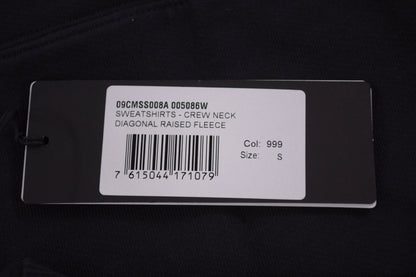 09CMSS008A 005086W
SWEATSHIRTS - CREW NECK
DIAGONAL RAISED FLEECE
Col: 999
Size: S
7 615044 171079